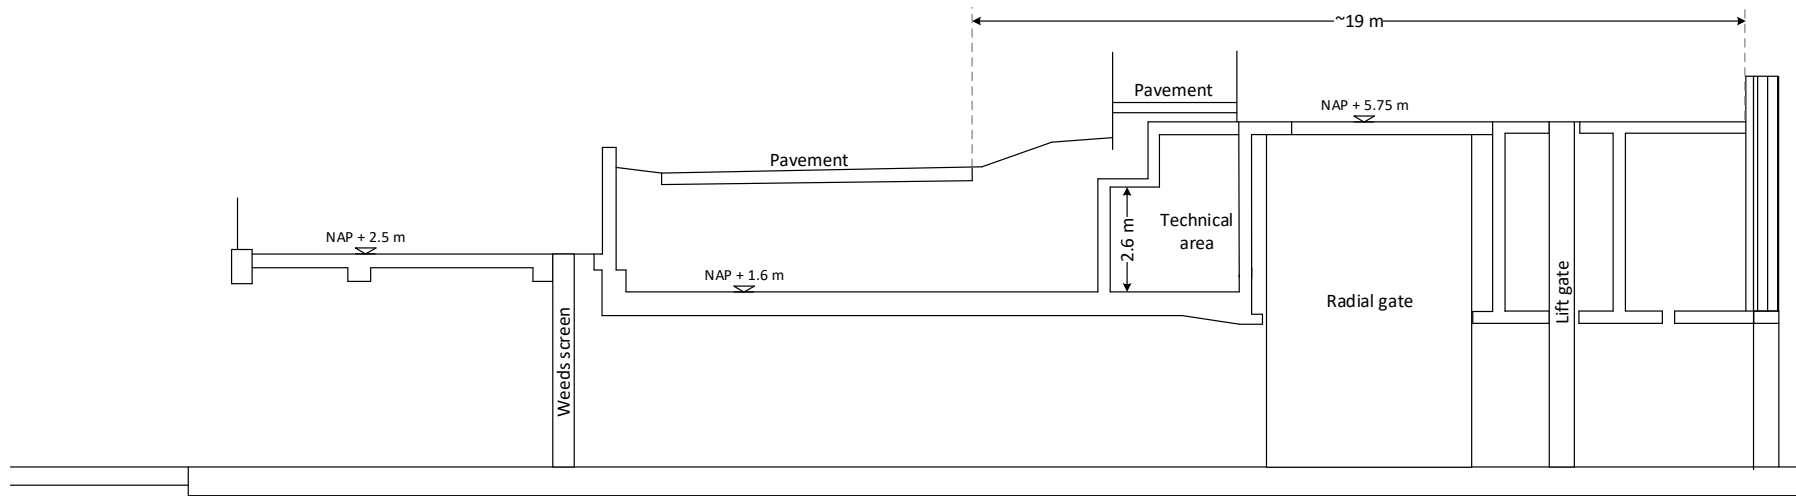 ~19 m
Pavement
NAP + 5.75 m
Pavement
Technical
area
2.6 m
NAP + 2.5 m
NAP + 1.6 m
Radial gate
Lift gate
Weeds screen